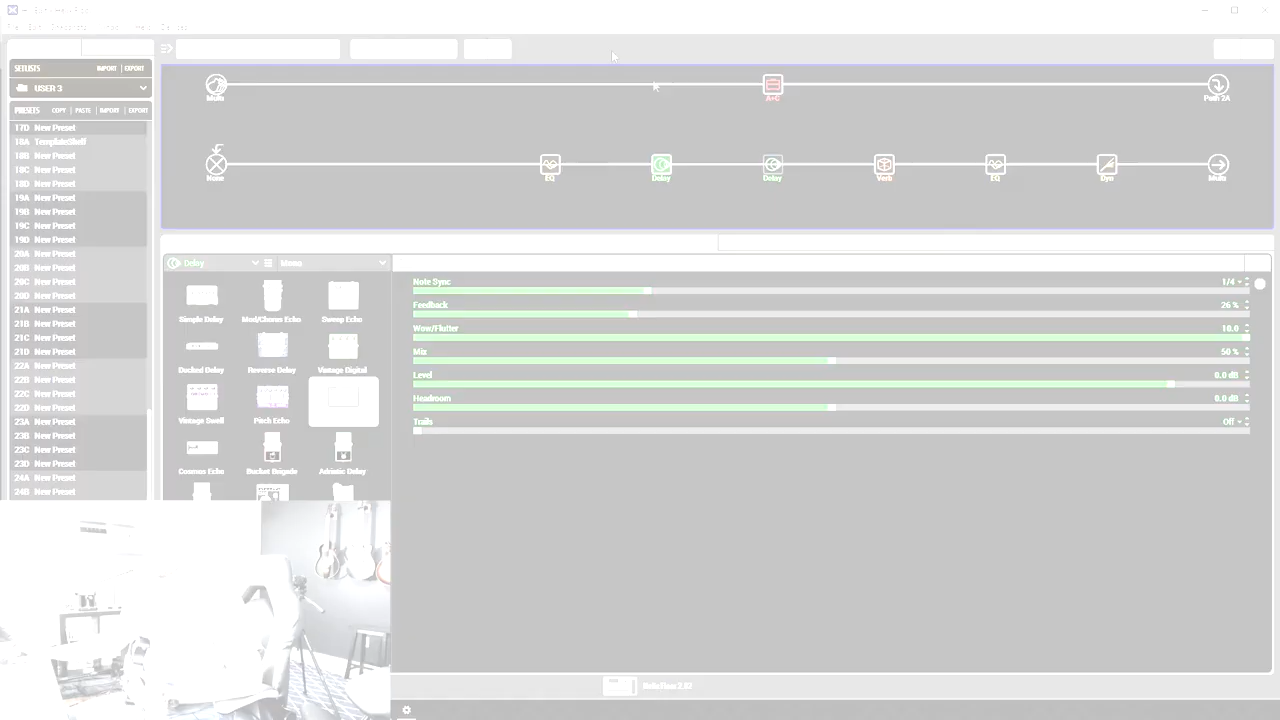 SETLISTS IMPORT EXPORT
USER 3
PRESETS COPY PASTE IMPORT EXPORT
17D New Preset
18A TemplateShelf
18B New Preset
18C New Preset
18D New Preset
19A New Preset
19B New Preset
19C New Preset
19D New Preset
20A New Preset
20B New Preset
20C New Preset
20D New Preset
21A New Preset
21B New Preset
21C New Preset
21D New Preset
22A New Preset
22B New Preset
22C New Preset
22D New Preset
23A New Preset
23B New Preset
23C New Preset
23D New Preset
24A New Preset
24B New Preset
Multi A+C Path 2A
None EQ Delay Delay Verb EQ Dyn Multi
Delay Mono
Simple Delay Mod/Chorus Echo Sweep Echo
Ducked Delay Reverse Delay Vintage Digital
Vintage Swell Pitch Echo
Cosmos Echo Bucket Brigade Adriatic Delay
Note Sync 1/4
Feedback 26 %
Wow/Flutter 10.0
Mix 50 %
Level 0.0 dB
Headroom 0.0 dB
Trails Off
Helix Floor 2.82